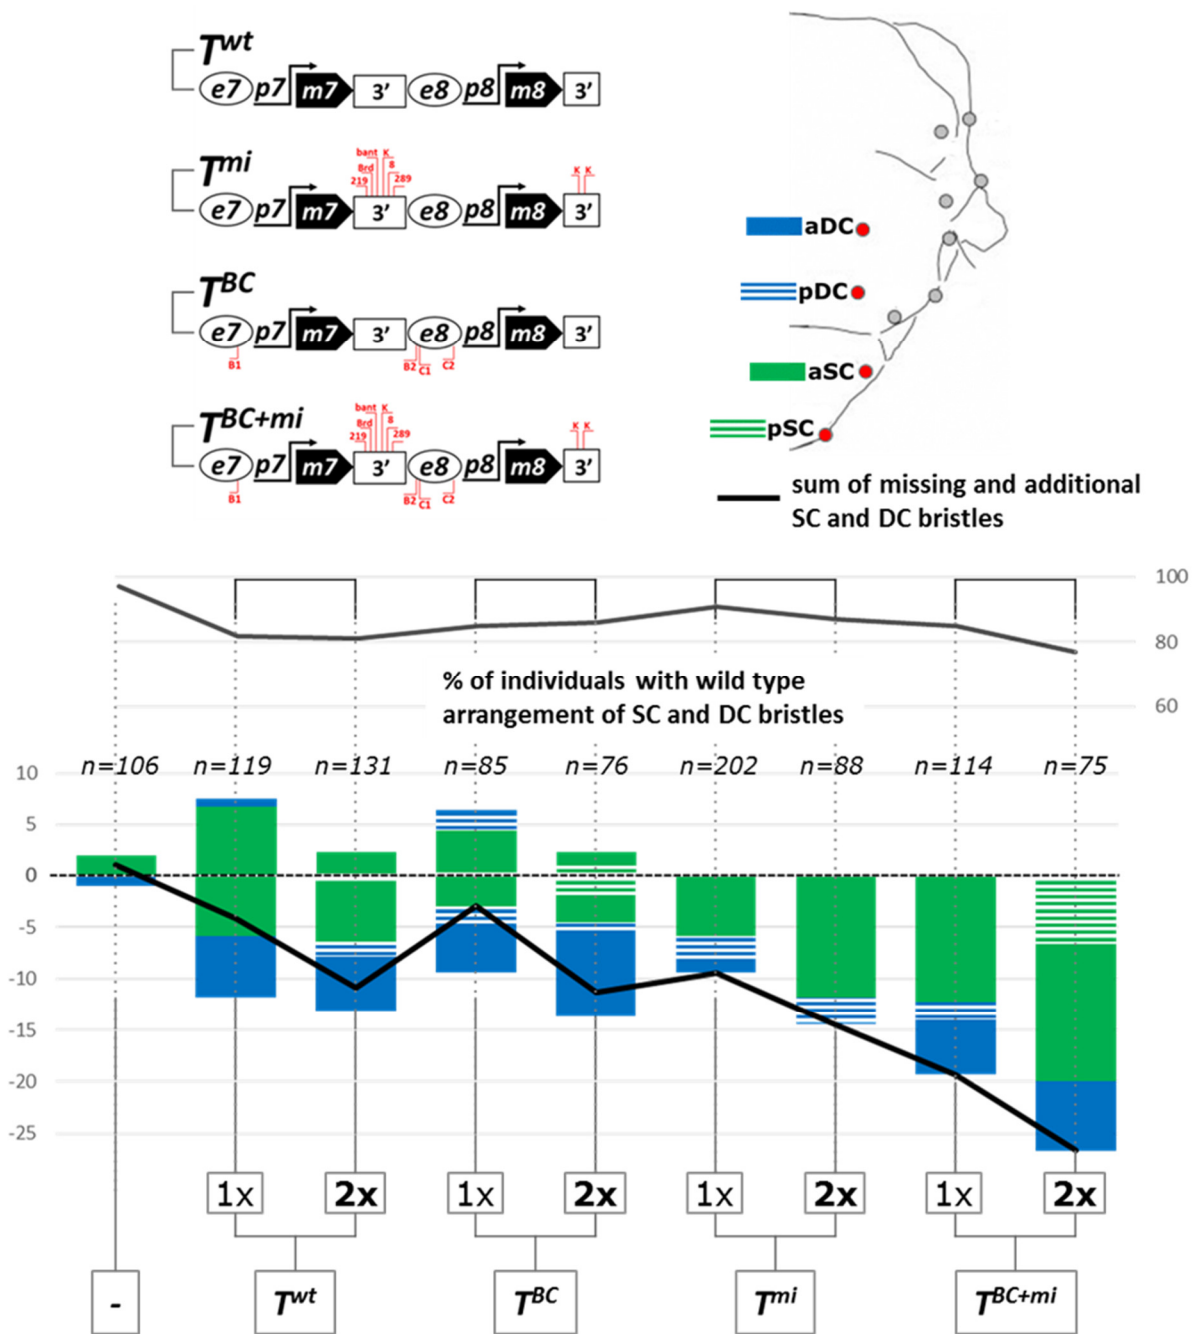 Twt
e7 p7 m7 3' e8 p8 m8 3'
Tmi
bant K
Brd 8
219 289
K K
e7 p7 m7 3' e8 p8 m8 3'
TBC
e7 p7 m7 3' e8 p8 m8 3'
B1 B2 C1 C2
TBC+mi
bant K
Brd 8
219 289
K K
e7 p7 m7 3' e8 p8 m8 3'
B1 B2 C1 C2
aDC
pDC
aSC
pSC
sum of missing and additional
SC and DC bristles
100
80
60
% of individuals with wild type
arrangement of SC and DC bristles
n=106 n=119 n=131 n=85 n=76 n=202 n=88 n=114 n=75
10
5
0
-5
-10
-15
-20
-25
1x 2x 1x 2x 1x 2x 1x 2x
- Twt TBC Tmi TBC+mi